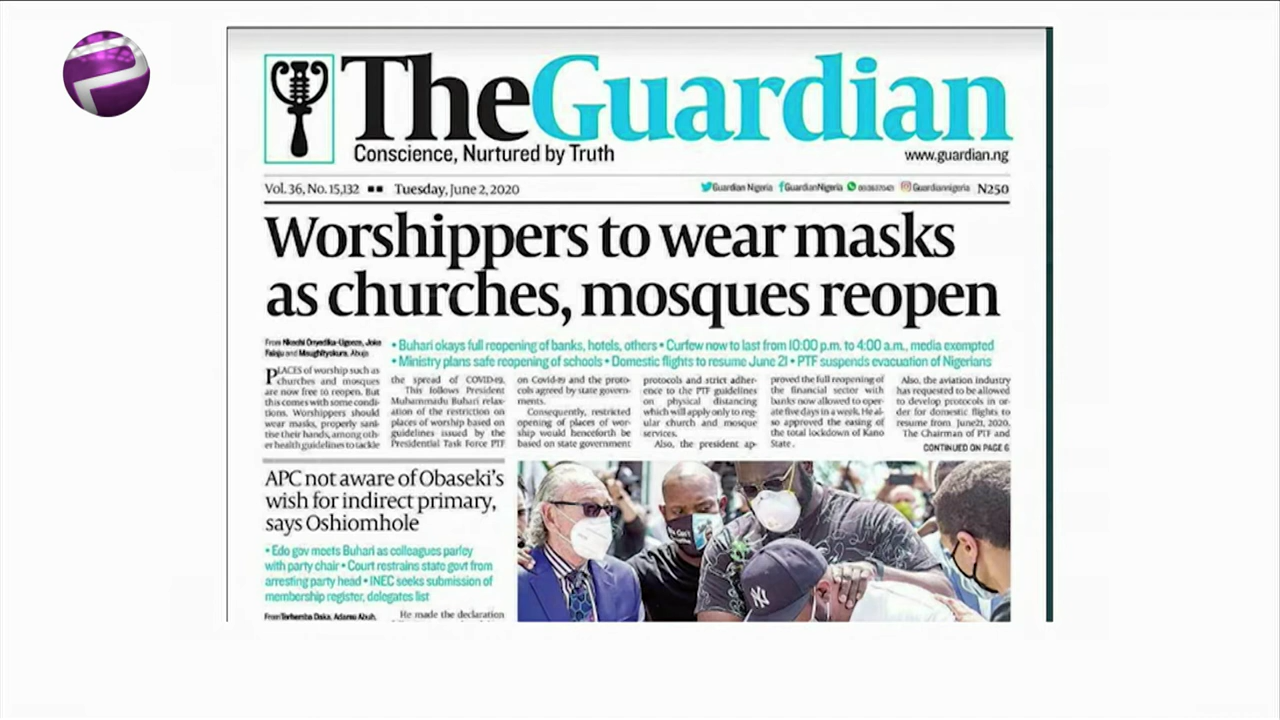 The Guardian
Conscience, Nurtured by Truth
www.guardian.ng
Vol. 36, No. 15,132 ■■ Tuesday, June 2, 2020
Guardian Nigeria GuardianNigeria Guardiannigeria N250
Worshippers to wear masks
as churches, mosques reopen
• Buhari okays full reopening of banks, hotels, others • Curfew now to last from 10:00 p.m. to 4:00 a.m., media exempted
• Ministry plans safe reopening of schools • Domestic flights to resume June 21 • PTF suspends evacuation of Nigerians
PLACES of worship such as
churches and mosques
are now free to reopen. But
this comes with some condi-
tions. Worshippers should
wear masks, properly sani-
tise their hands, among oth-
er health guidelines to tackle
the spread of COVID-19.
This follows President
Muhammadu Buhari relax-
ation of the restriction on
places of worship based on
guidelines issued by the
Presidential Task Force PTF
on Covid-19 and the proto-
cols agreed by state govern-
ments.
Consequently, restricted
opening of places of wor-
ship would henceforth be
based on state government
protocols and strict adher-
ence to the PTF guidelines
on physical distancing
which will apply only to reg-
ular church and mosque
services.
Also, the president ap-
proved the full reopening of
the financial sector with
banks now allowed to oper-
ate five days in a week. He al-
so approved the easing of
the total lockdown of Kano
State.
Also, the aviation industry
has requested to be allowed
to develop protocols in or-
der for domestic flights to
resume from June21, 2020.
The Chairman of PTF and
CONTINUED ON PAGE 6
APC not aware of Obaseki's
wish for indirect primary,
says Oshiomhole
• Edo gov meets Buhari as colleagues parley
with party chair • Court restrains state govt from
arresting party head • INEC seeks submission of
membership register, delegates list
From Terhemba Daka, Adamu Abuh,
He made the declaration